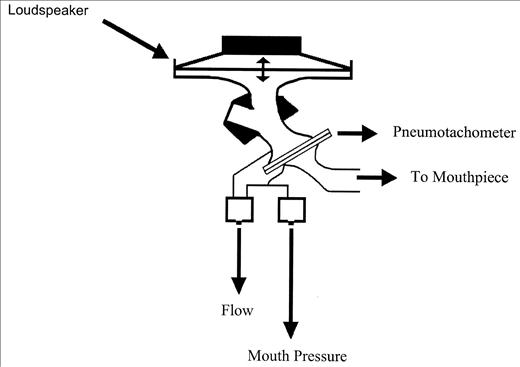 Loudspeaker
Pneumotachometer
To Mouthpiece
Flow
Mouth Pressure